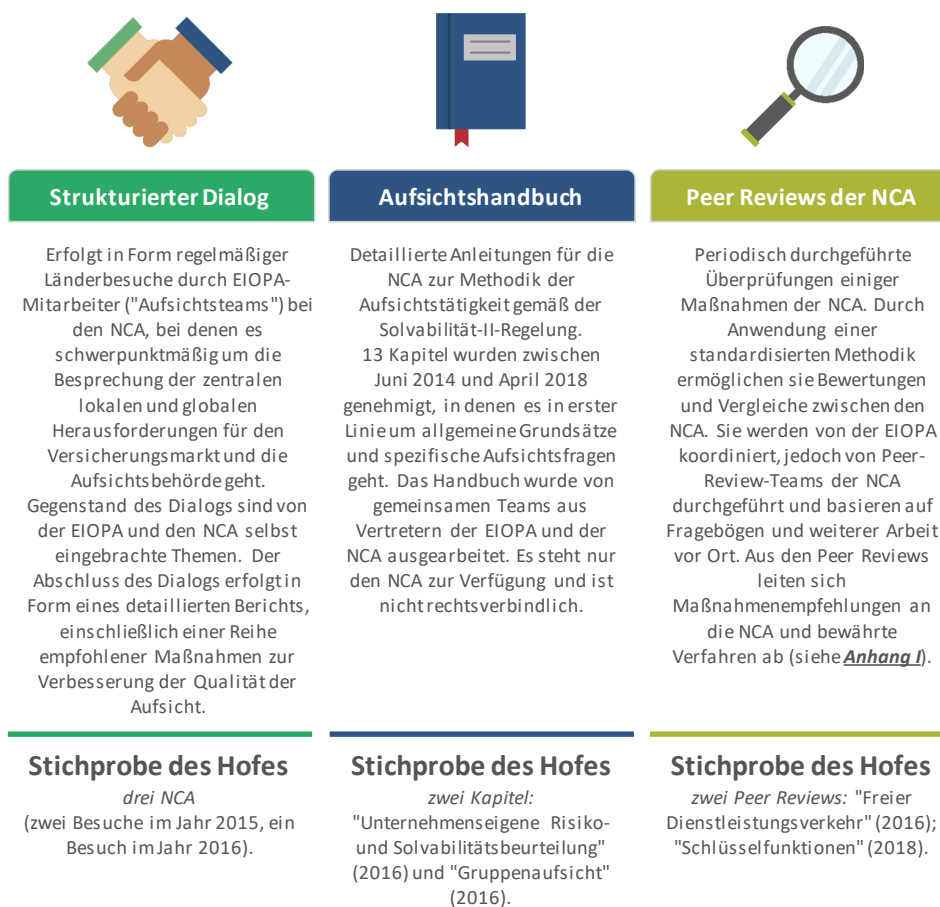 Strukturierter Dialog
Erfolgt in Form regelmäßiger
Länderbesuche durch EIOPA-
Mitarbeiter ("Aufsichtsteams") bei
den NCA, bei denen es
schwerpunktmäßig um die
Besprechung der zentralen
lokalen und globalen
Herausforderungen für den
Versicherungsmarkt und die
Aufsichtsbehörde geht.
Gegenstand des Dialogs sind von
der EIOPA und den NCA selbst
eingebrachte Themen. Der
Abschluss des Dialogs erfolgt in
Form eines detaillierten Berichts,
einschließlich einer Reihe
empfohlener Maßnahmen zur
Verbesserung der Qualität der
Aufsicht.
Stichprobe des Hofes
drei NCA
(zwei Besuche im Jahr 2015, ein
Besuch im Jahr 2016).
Aufsichtshandbuch
Detaillierte Anleitungen für die
NCA zur Methodik der
Aufsichtstätigkeit gemäß der
Solvabilität-II-Regelung.
13 Kapitel wurden zwischen
Juni 2014 und April 2018
genehmigt, in denen es in erster
Linie um allgemeine Grundsätze
und spezifische Aufsichtsfragen
geht. Das Handbuch wurde von
gemeinsamen Teams aus
Vertretern der EIOPA und der
NCA ausgearbeitet. Es steht nur
den NCA zur Verfügung und ist
nicht rechtsverbindlich.
Stichprobe des Hofes
zwei Kapitel:
"Unternehmenseigene Risiko-
und Solvabilitätsbeurteilung"
(2016) und "Gruppenaufsicht"
(2016).
Peer Reviews der NCA
Periodisch durchgeführte
Überprüfungen einiger
Maßnahmen der NCA. Durch
Anwendung einer
standardisierten Methodik
ermöglichen sie Bewertungen
und Vergleiche zwischen den
NCA. Sie werden von der EIOPA
koordiniert, jedoch von Peer-
Review-Teams der NCA
durchgeführt und basieren auf
Fragebögen und weiterer Arbeit
vor Ort. Aus den Peer Reviews
leiten sich
Maßnahmenempfehlungen an
die NCA und bewährte
Verfahren ab (siehe Anhang I).
Stichprobe des Hofes
zwei Peer Reviews: "Freier
Dienstleistungsverkehr" (2016);
"Schlüsselfunktionen" (2018).